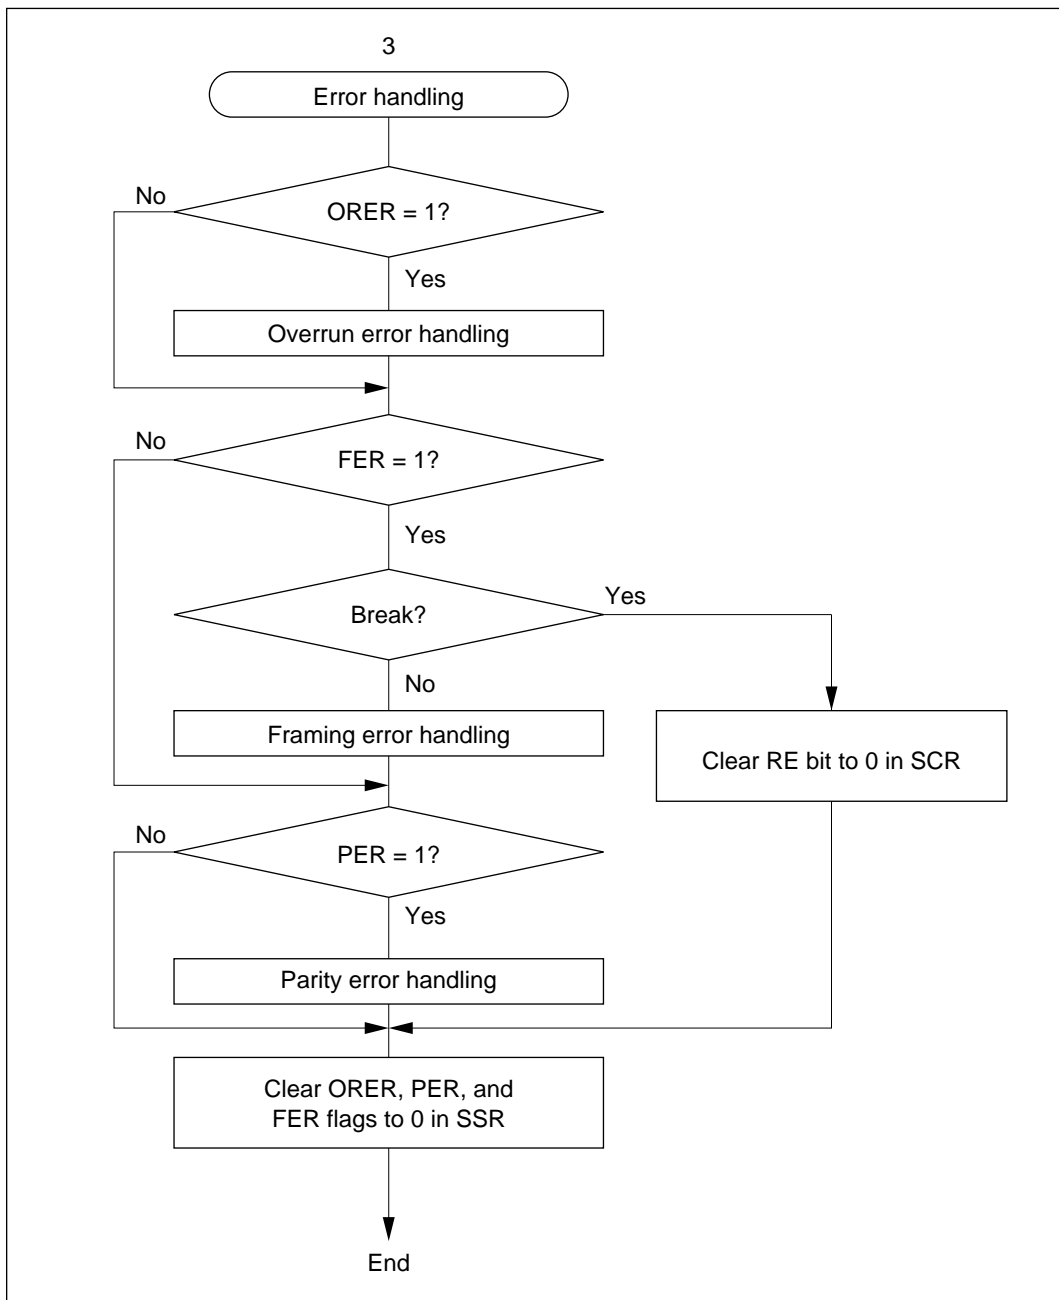 3
Error handling
No
ORER = 1?
Yes
Overrun error handling
No
FER = 1?
Yes
Break?
Yes
No
Framing error handling
Clear RE bit to 0 in SCR
No
PER = 1?
Yes
Parity error handling
Clear ORER, PER, and
FER flags to 0 in SSR
End